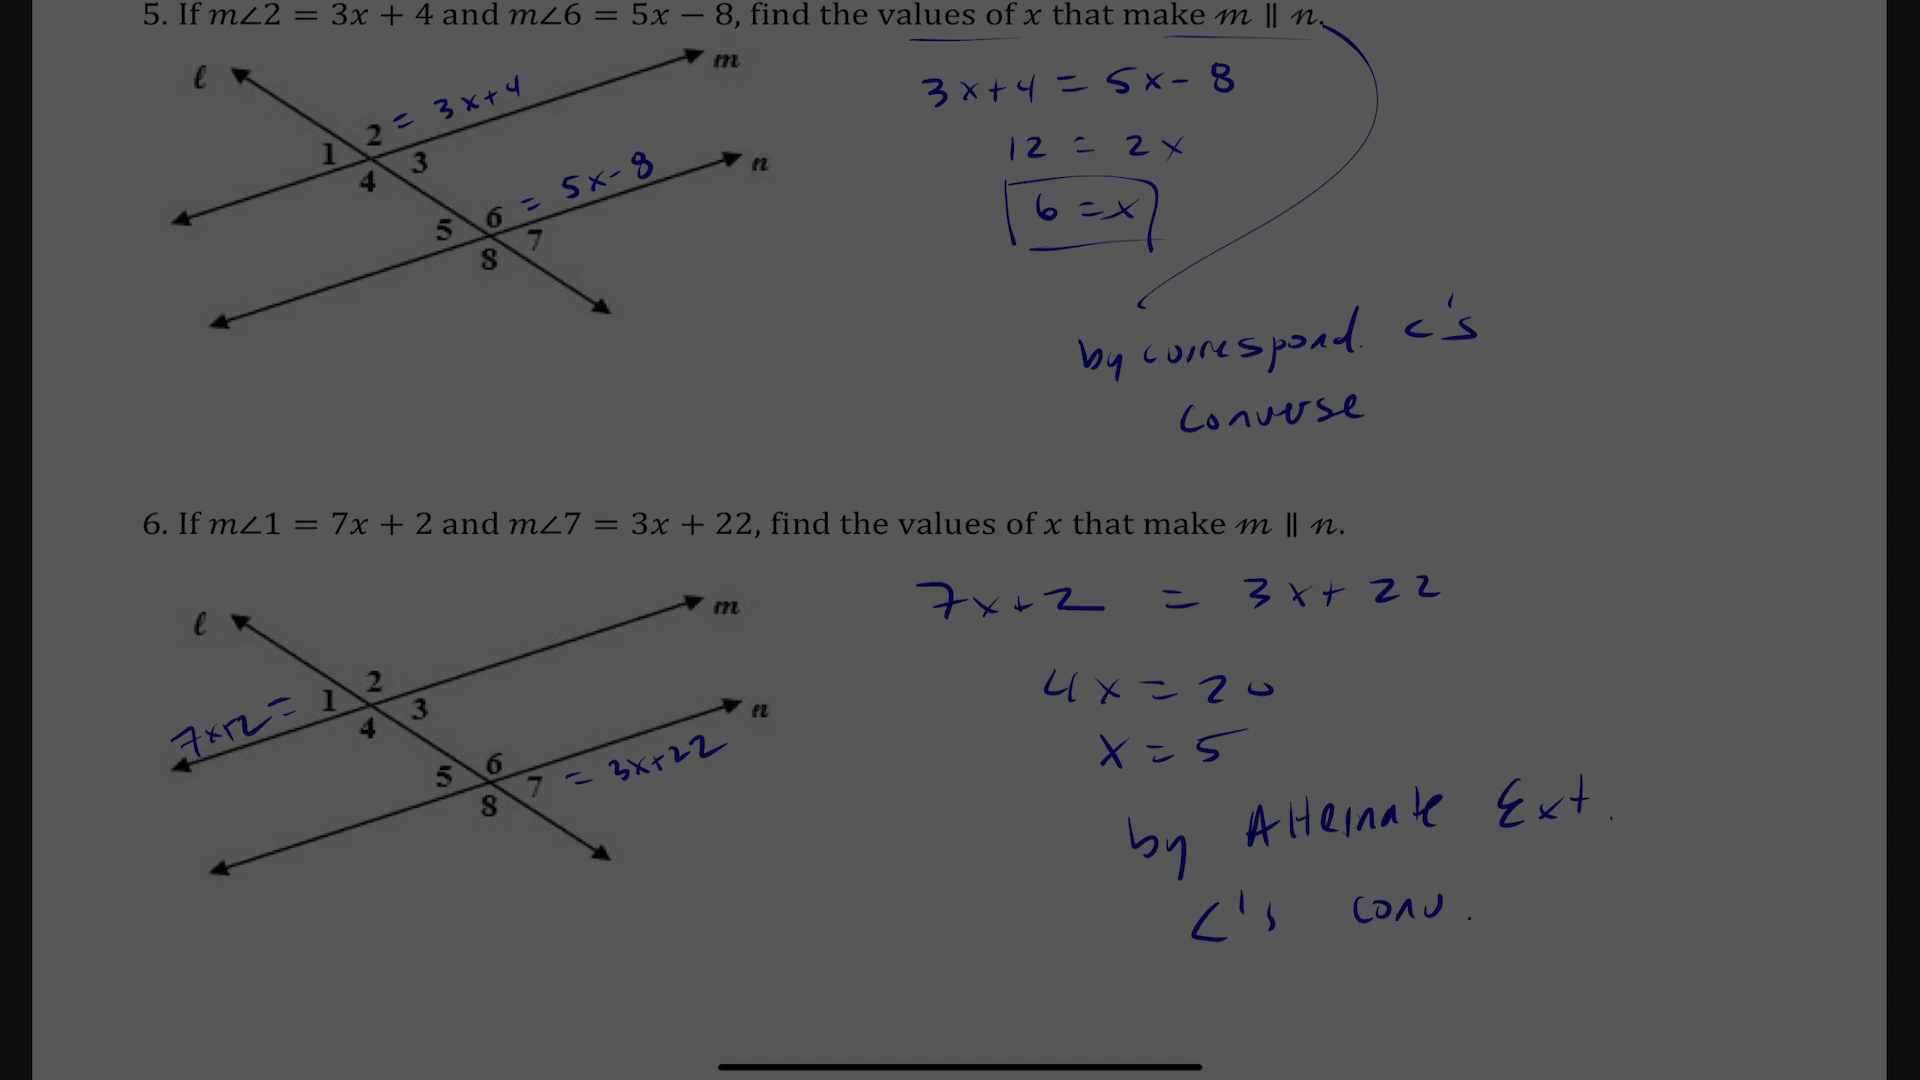 5. If m∠2 = 3x + 4 and m∠6 = 5x − 8, find the values of x that make m ∥ n.
ℓ
m
n
1 2 3 4
5 6 7 8
= 3x+4
= 5x-8
3x+4 = 5x-8
12 = 2x
6 = x
by correspond. <'s
converse
6. If m∠1 = 7x + 2 and m∠7 = 3x + 22, find the values of x that make m ∥ n.
ℓ
m
n
1 2 3 4
5 6 7 8
7x+2 =
= 3x+22
7x+2 = 3x+22
4x = 20
x = 5
by Alternate Ext.
<'s conv.